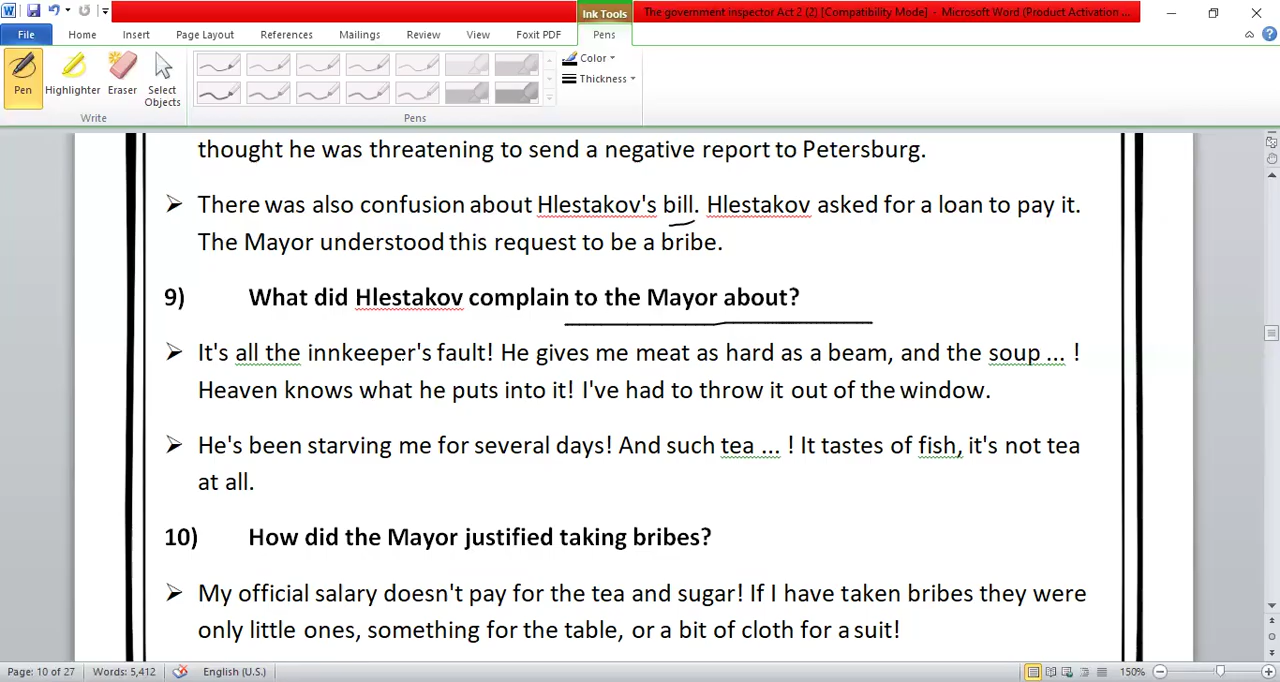 Ink Tools
The government inspector Act 2 (2) [Compatibility Mode] - Microsoft Word (Product Activation ...
File Home Insert Page Layout References Mailings Review View Foxit PDF Pens
Pen Highlighter Eraser Select Objects
Color
Thickness
Write Pens
thought he was threatening to send a negative report to Petersburg.
There was also confusion about Hlestakov's bill. Hlestakov asked for a loan to pay it.
The Mayor understood this request to be a bribe.
9) What did Hlestakov complain to the Mayor about?
It's all the innkeeper's fault! He gives me meat as hard as a beam, and the soup ... !
Heaven knows what he puts into it! I've had to throw it out of the window.
He's been starving me for several days! And such tea ... ! It tastes of fish, it's not tea
at all.
10) How did the Mayor justified taking bribes?
My official salary doesn't pay for the tea and sugar! If I have taken bribes they were
only little ones, something for the table, or a bit of cloth for a suit!
Page: 10 of 27 Words: 5,412 English (U.S.) 150%